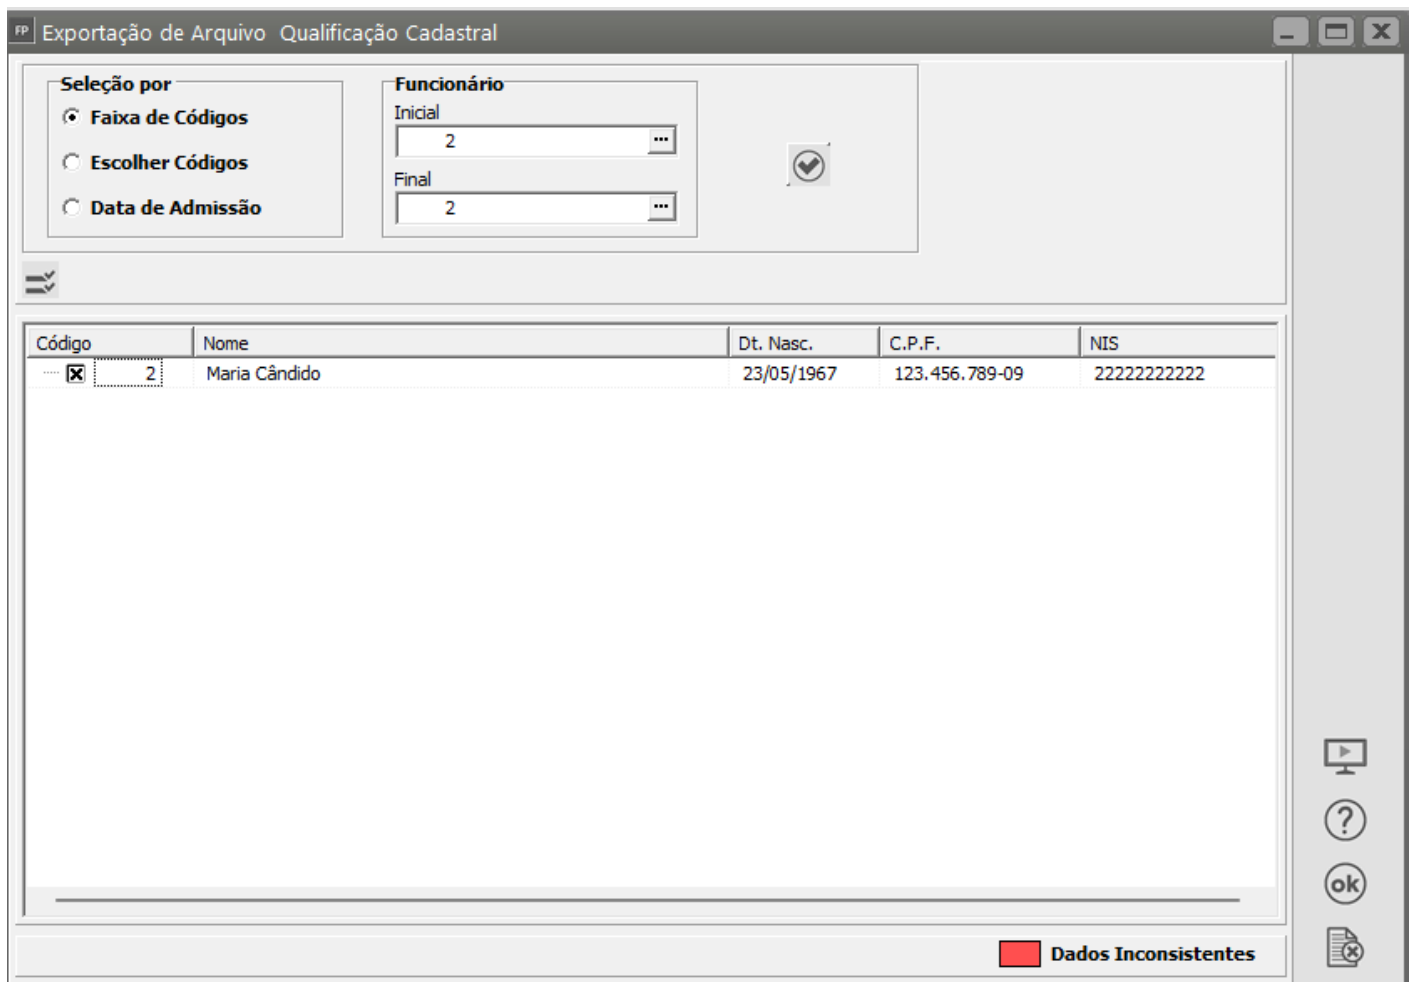 FP Exportação de Arquivo Qualificação Cadastral
Seleção por
Faixa de Códigos
Escolher Códigos
Data de Admissão
Funcionário
Inicial
2 ...
Final
2 ...
Código Nome Dt. Nasc. C.P.F. NIS
2 Maria Cândido 23/05/1967 123.456.789-09 22222222222
?
ok
Dados Inconsistentes